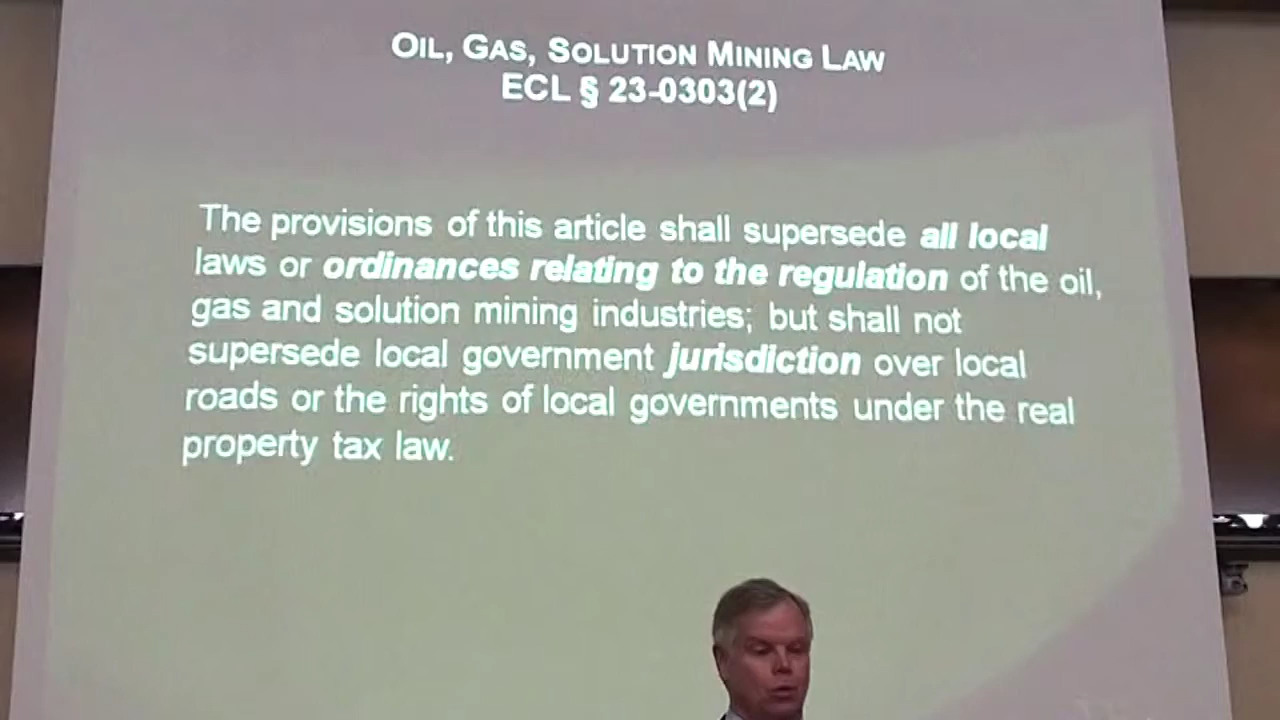 OIL, GAS, SOLUTION MINING LAW
ECL § 23-0303(2)
The provisions of this article shall supersede all local
laws or ordinances relating to the regulation of the oil,
gas and solution mining industries; but shall not
supersede local government jurisdiction over local
roads or the rights of local governments under the real
property tax law.